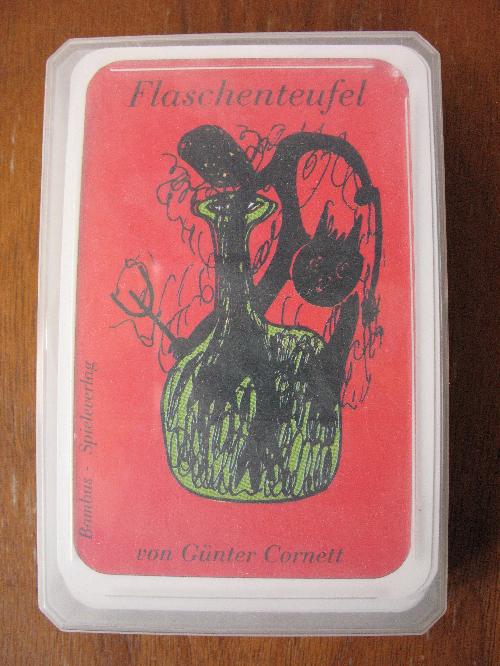 Flaschenteufel
Bambus - Spieleverlag
von Günter Cornett